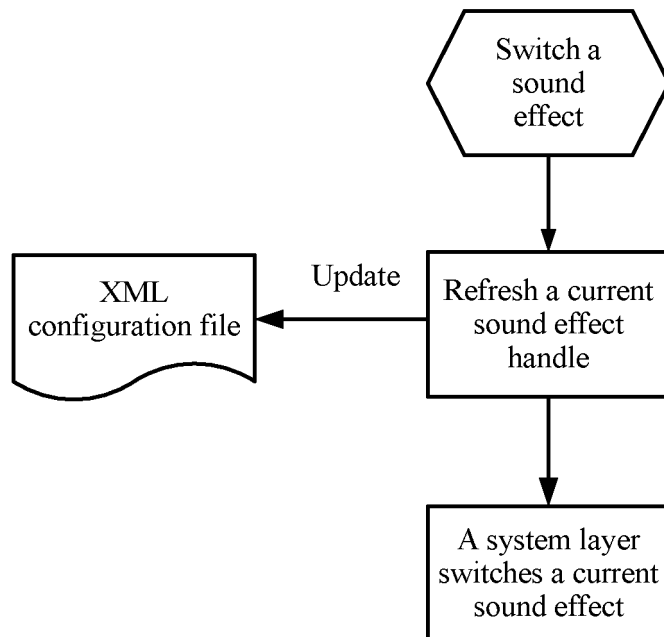 Switch a
sound
effect
Update
XML
configuration file
Refresh a current
sound effect
handle
A system layer
switches a current
sound effect